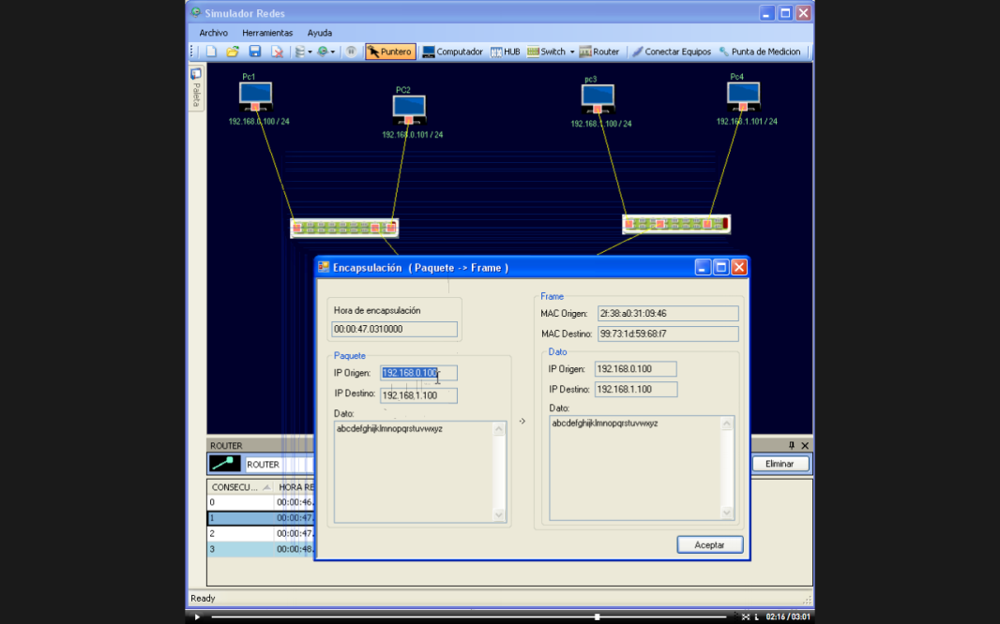 Simulador Redes
Archivo Herramientas Ayuda
Puntero Computador HUB Switch Router Conectar Equipos Punta de Medicion
Paleta
Pc1
192.168.0.100 / 24
PC2
192.168.0.101 / 24
pc3
192.168.1.100 / 24
Pc4
192.168.1.101 / 24
Encapsulación ( Paquete -> Frame )
Hora de encapsulación
00:00:47.0310000
Paquete
IP Origen: 192.168.0.100
IP Destino: 192.168.1.100
Dato:
abcdefghijklmnopqrstuvwxyz
->
Frame
MAC Origen: 2f:38:a0:31:09:46
MAC Destino: 99:73:1d:59:68:f7
Dato
IP Origen: 192.168.0.100
IP Destino: 192.168.1.100
Dato:
abcdefghijklmnopqrstuvwxyz
Aceptar
ROUTER
ROUTER
Eliminar
CONSECU... HORA RE
0 00:00:46.
1 00:00:47.
2 00:00:47.
3 00:00:48.
Ready
02:16 / 03:01